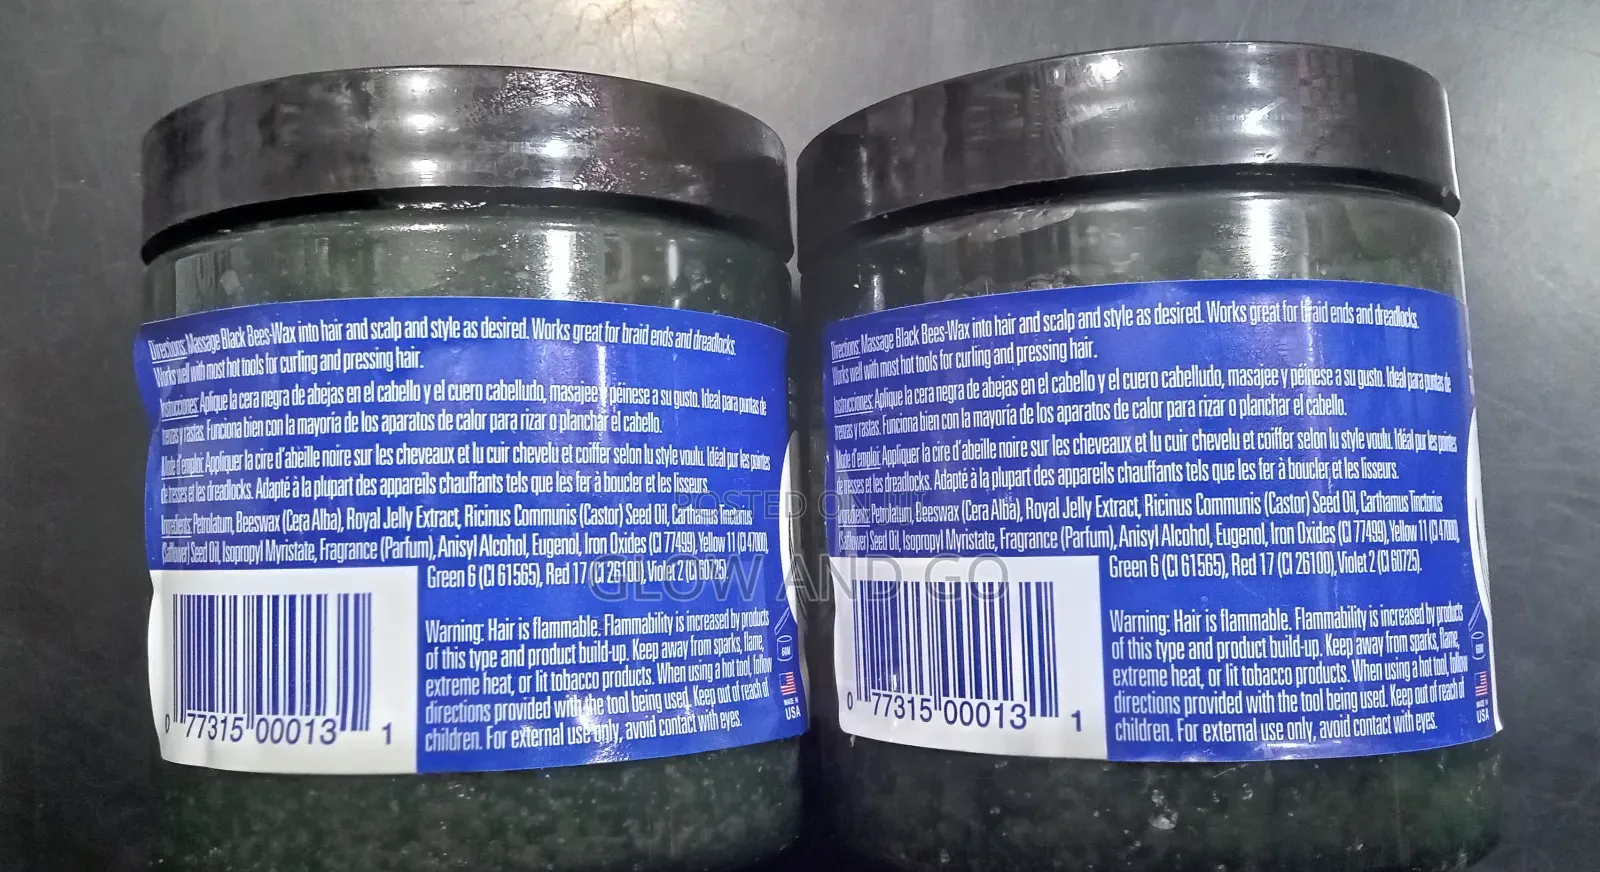 Directions: Massage Black Bees-Wax into hair and scalp and style as desired. Works great for braid ends and dreadlocks.
Works well with most hot tools for curling and pressing hair.
Instrucciones: Aplique la cera negra de abejas en el cabello y el cuero cabelludo, masajee y péinese a su gusto. Ideal para puntas de
trenzas y rastas. Funciona bien con la mayoría de los aparatos de calor para rizar o planchar el cabello.
Mode d'emploi: Appliquer la cire d'abeille noire sur les cheveaux et lu cuir chevelu et coiffer selon lu style voulu. Idéal pur les pointes
de tresses et les dreadlocks. Adapté à la plupart des appareils chauffants tels que les fer à boucler et les lisseurs.
Ingredients: Petrolatum, Beeswax (Cera Alba), Royal Jelly Extract, Ricinus Communis (Castor) Seed Oil, Carthamus Tinctorius
(Safflower) Seed Oil, Isopropyl Myristate, Fragrance (Parfum), Anisyl Alcohol, Eugenol, Iron Oxides (CI 77499), Yellow 11 (CI 47000),
Green 6 (CI 61565), Red 17 (CI 26100), Violet 2 (CI 60725).
Warning: Hair is flammable. Flammability is increased by products
of this type and product build-up. Keep away from sparks, flame,
extreme heat, or lit tobacco products. When using a hot tool, follow
directions provided with the tool being used. Keep out of reach of
children. For external use only, avoid contact with eyes.
0 77315 00013 1
6M
MADE IN
USA
Directions: Massage Black Bees-Wax into hair and scalp and style as desired. Works great for braid ends and dreadlocks.
Works well with most hot tools for curling and pressing hair.
Instrucciones: Aplique la cera negra de abejas en el cabello y el cuero cabelludo, masajee y péinese a su gusto. Ideal para puntas de
trenzas y rastas. Funciona bien con la mayoría de los aparatos de calor para rizar o planchar el cabello.
Mode d'emploi: Appliquer la cire d'abeille noire sur les cheveaux et lu cuir chevelu et coiffer selon lu style voulu. Idéal pur les pointes
de tresses et les dreadlocks. Adapté à la plupart des appareils chauffants tels que les fer à boucler et les lisseurs.
Ingredients: Petrolatum, Beeswax (Cera Alba), Royal Jelly Extract, Ricinus Communis (Castor) Seed Oil, Carthamus Tinctorius
(Safflower) Seed Oil, Isopropyl Myristate, Fragrance (Parfum), Anisyl Alcohol, Eugenol, Iron Oxides (CI 77499), Yellow 11 (CI 47000),
Green 6 (CI 61565), Red 17 (CI 26100), Violet 2 (CI 60725).
Warning: Hair is flammable. Flammability is increased by products
of this type and product build-up. Keep away from sparks, flame,
extreme heat, or lit tobacco products. When using a hot tool, follow
directions provided with the tool being used. Keep out of reach of
children. For external use only, avoid contact with eyes.
0 77315 00013 1
MADE IN
USA
POSTED ON
GLOW AND GO